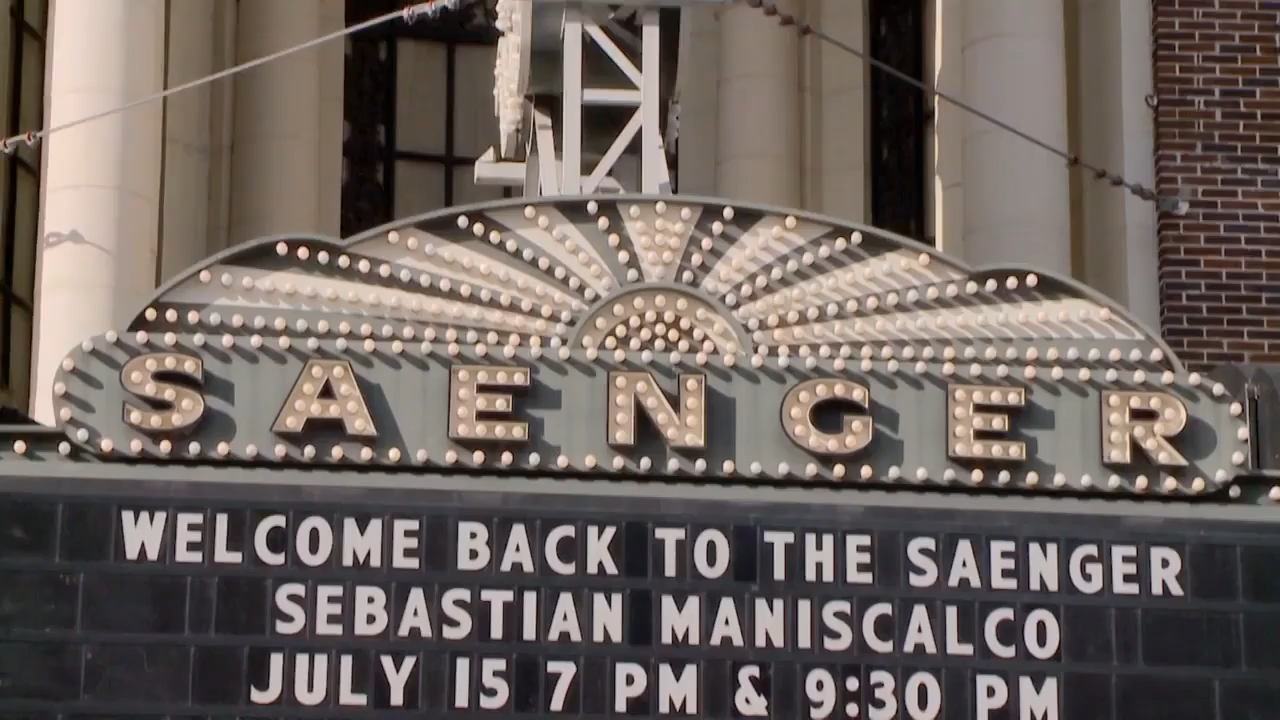 SAENGER
WELCOME BACK TO THE SAENGER
SEBASTIAN MANISCALCO
JULY 15 7 PM & 9:30 PM